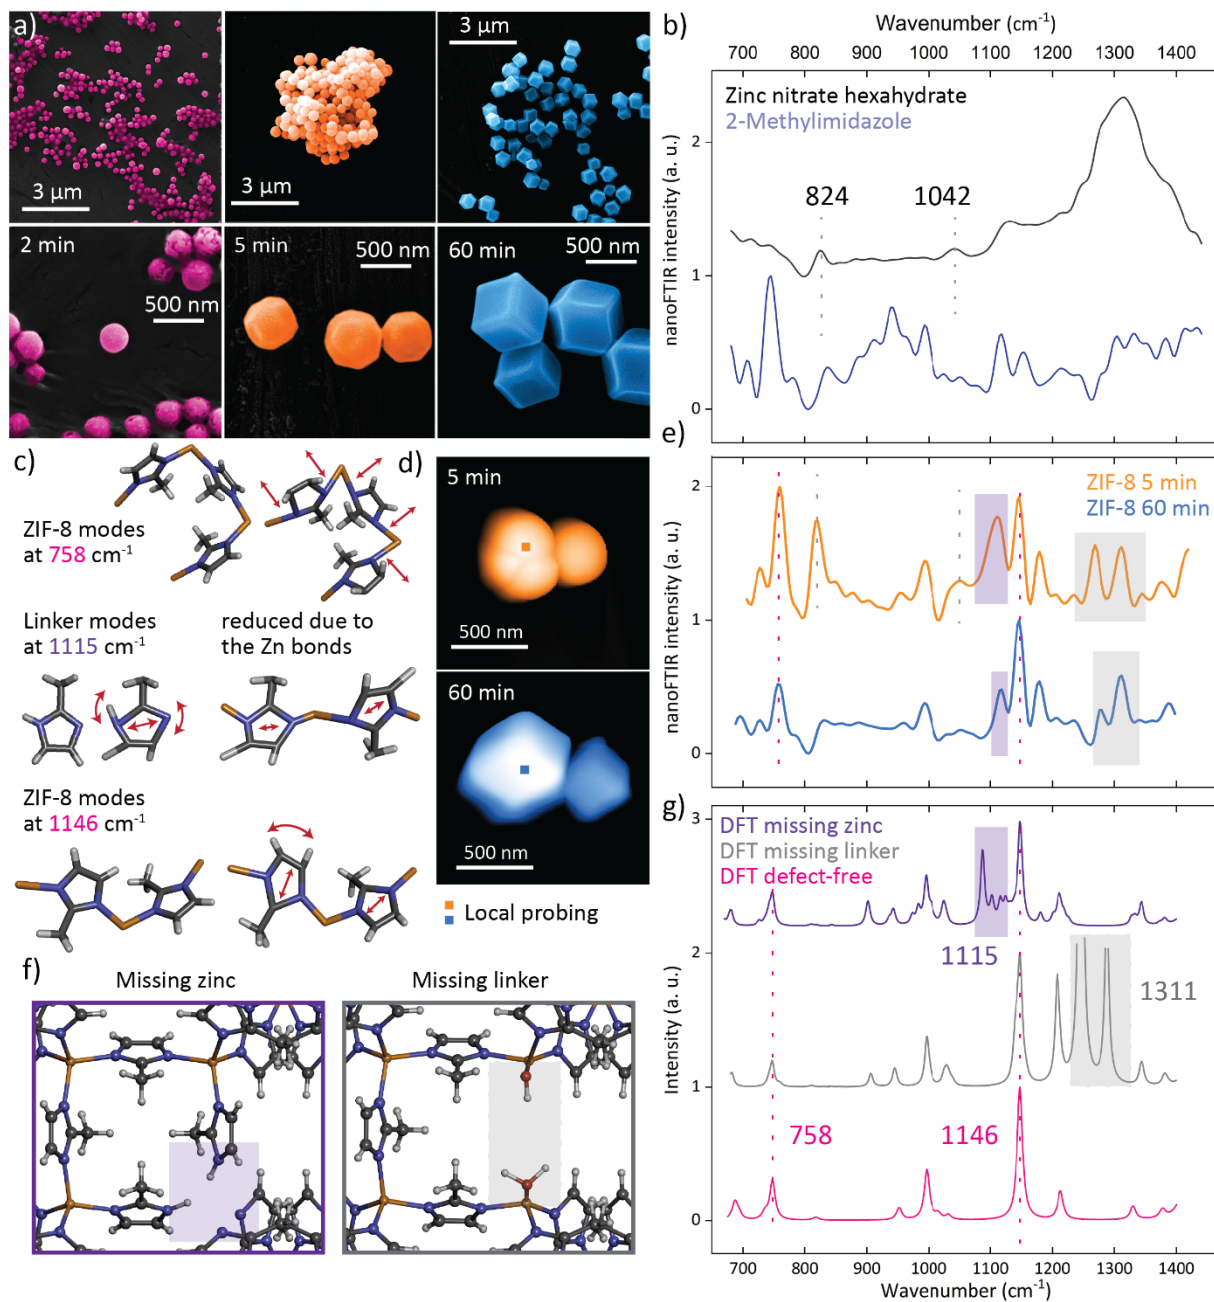 a)
3 µm
3 µm
3 µm
2 min
500 nm
5 min
500 nm
60 min
500 nm
b)
Wavenumber (cm⁻¹)
700 800 900 1000 1100 1200 1300 1400
Zinc nitrate hexahydrate
2-Methylimidazole
824
1042
nanoFTIR intensity (a. u.)
2
1
0
c)
ZIF-8 modes
at 758 cm⁻¹
Linker modes
at 1115 cm⁻¹
reduced due to
the Zn bonds
ZIF-8 modes
at 1146 cm⁻¹
d)
5 min
500 nm
60 min
500 nm
Local probing
e)
ZIF-8 5 min
ZIF-8 60 min
nanoFTIR intensity (a. u.)
2
1
0
f)
Missing zinc
Missing linker
g)
DFT missing zinc
DFT missing linker
DFT defect-free
1115
1311
758
1146
Intensity (a. u.)
3
2
1
0
700 800 900 1000 1100 1200 1300 1400
Wavenumber (cm⁻¹)